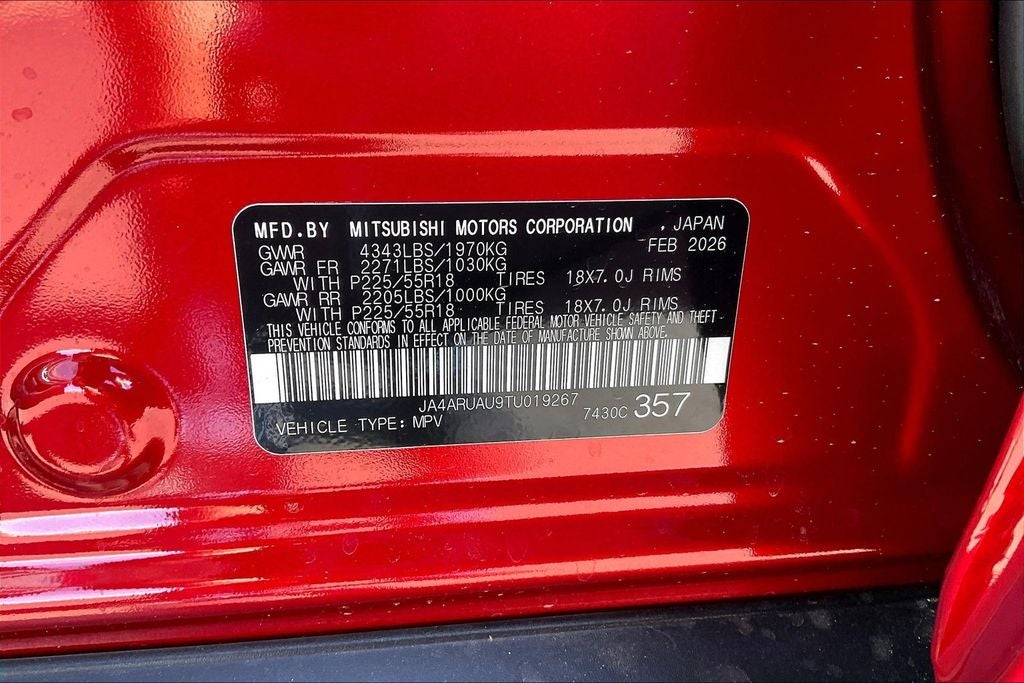 MFD.BY MITSUBISHI MOTORS CORPORATION , JAPAN
GVWR 4343LBS/1970KG FEB 2026
GAWR FR 2271LBS/1030KG
WITH P225/55R18 TIRES 18X7.0J RIMS
GAWR RR 2205LBS/1000KG
WITH P225/55R18 TIRES 18X7.0J RIMS
THIS VEHICLE CONFORMS TO ALL APPLICABLE FEDERAL MOTOR VEHICLE SAFETY AND THEFT
PREVENTION STANDARDS IN EFFECT ON THE DATE OF MANUFACTURE SHOWN ABOVE.
JA4ARUAU9TU019267
VEHICLE TYPE: MPV 7430C 357